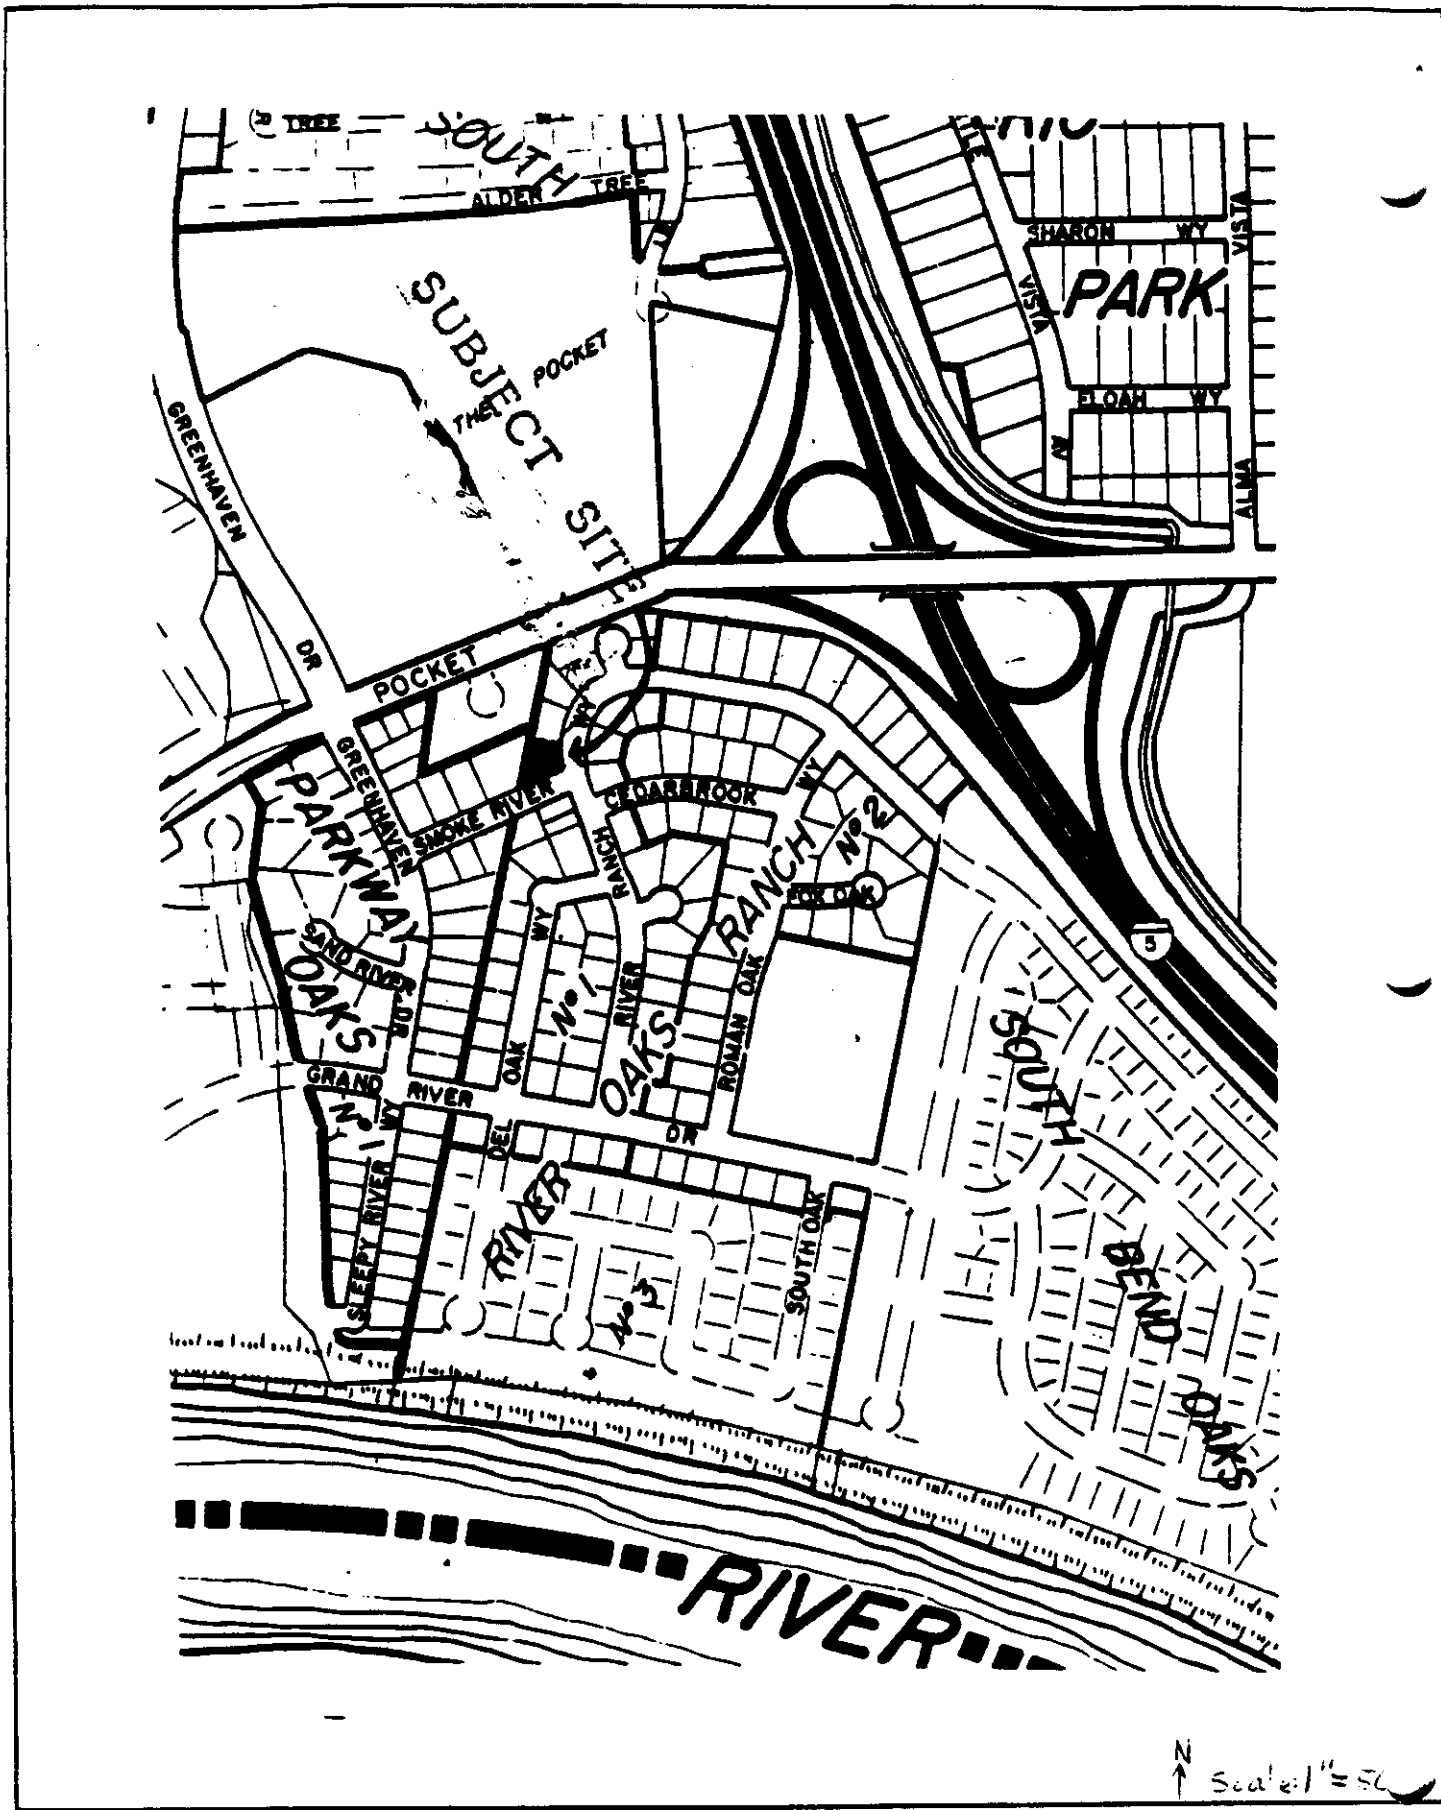 TREE
SOUTH
ALDER TREE
SHARON WY
VISTA
PARK
VISTA
SUBJECT SITE
THE POCKET
FLOAH WY
ALMA
GREENHAVEN
DR
POCKET
WY
GREENHAVEN
PARKWAY
SMOKE RIVER
CEDARBROOK
WY
RANCH
RANCH
Nº 2
FOX OAK
WY
SAND RIVER
OAKS
DR
Nº 1
RIVER
ROMAN OAK
5
OAK
OAKS
SOUTH
GRAND RIVER
DR
Nº 1
WY
DEL
SLEEPY RIVER
RIVER
SOUTH OAK
Nº 3
BEND
OAKS
RIVER
N